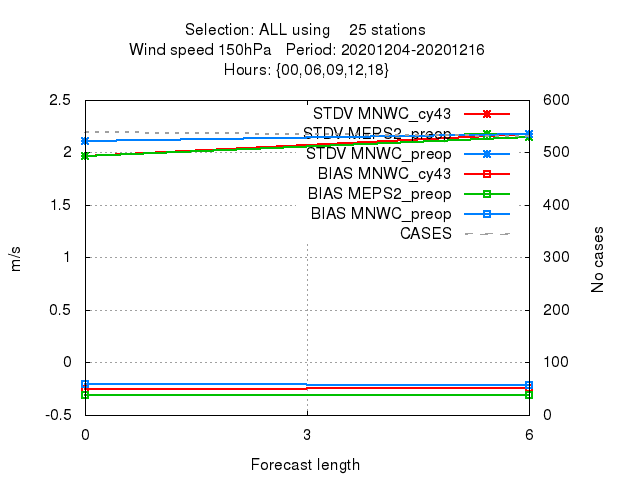 Selection: ALL using 25 stations
Wind speed 150hPa Period: 20201204-20201216
Hours: {00,06,09,12,18}
2.5
2
1.5
1
0.5
0
-0.5
600
500
400
300
200
100
0
STDV MNWC_cy43
STDV MEPS2_preop
STDV MNWC_preop
BIAS MNWC_cy43
BIAS MEPS2_preop
BIAS MNWC_preop
CASES
m/s
No cases
0 3 6
Forecast length